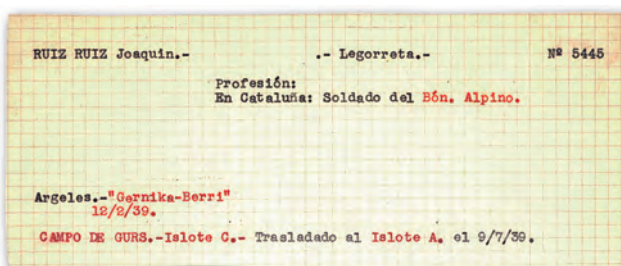 RUIZ RUIZ Joaquin.- .- Legorreta.- Nº 5445
Profesión:
En Cataluña: Soldado del Bón. Alpino.
Argeles.-"Gernika-Berri"
12/2/39.
CAMPO DE GURS.-Islote C.- Trasladado al Islote A. el 9/7/39.